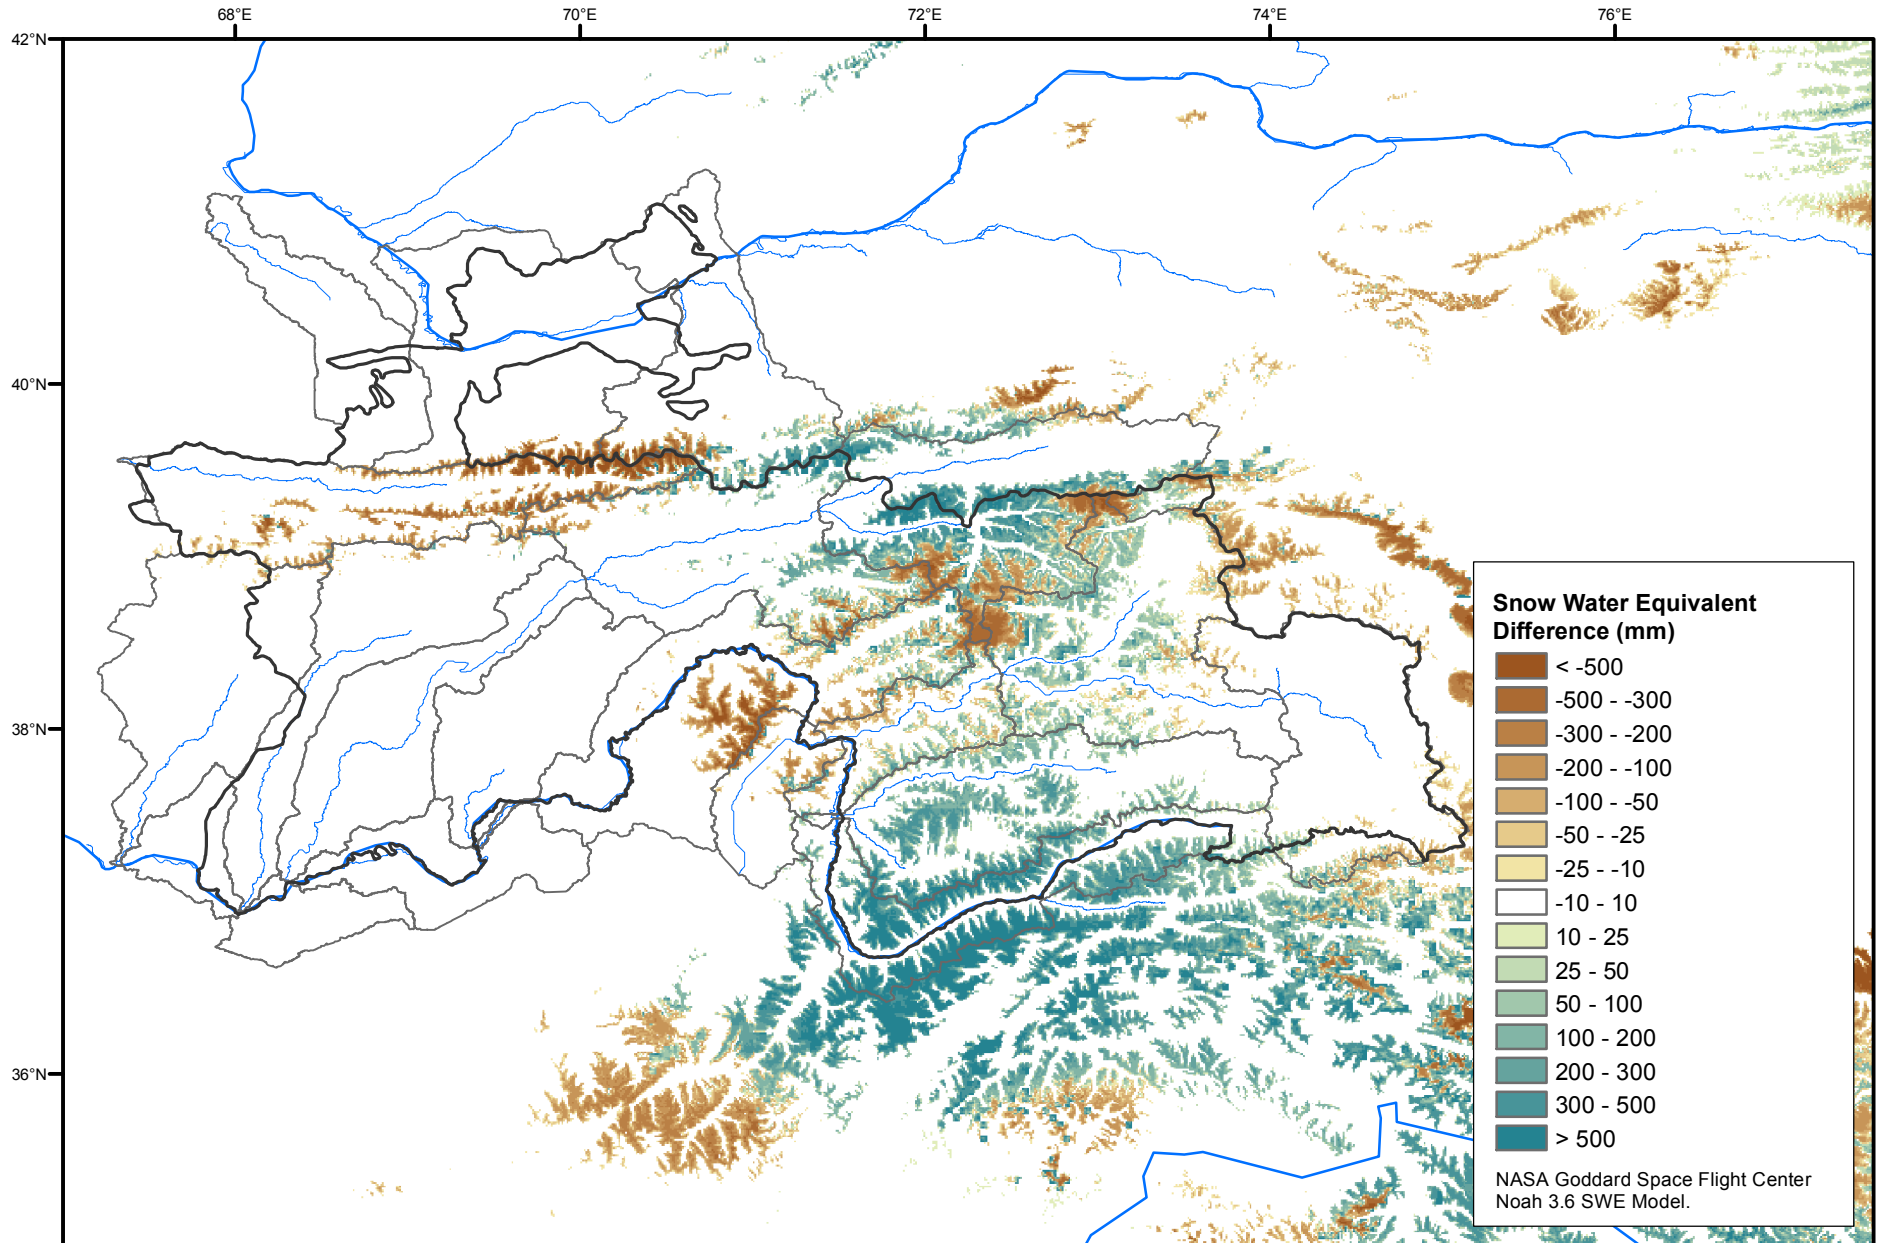 68°E
70°E
72°E
74°E
76°E
42°N
40°N
38°N
36°N
Snow Water Equivalent
Difference (mm)
< -500
-500 - -300
-300 - -200
-200 - -100
-100 - -50
-50 - -25
-25 - -10
-10 - 10
10 - 25
25 - 50
50 - 100
100 - 200
200 - 300
300 - 500
> 500
NASA Goddard Space Flight Center
Noah 3.6 SWE Model.